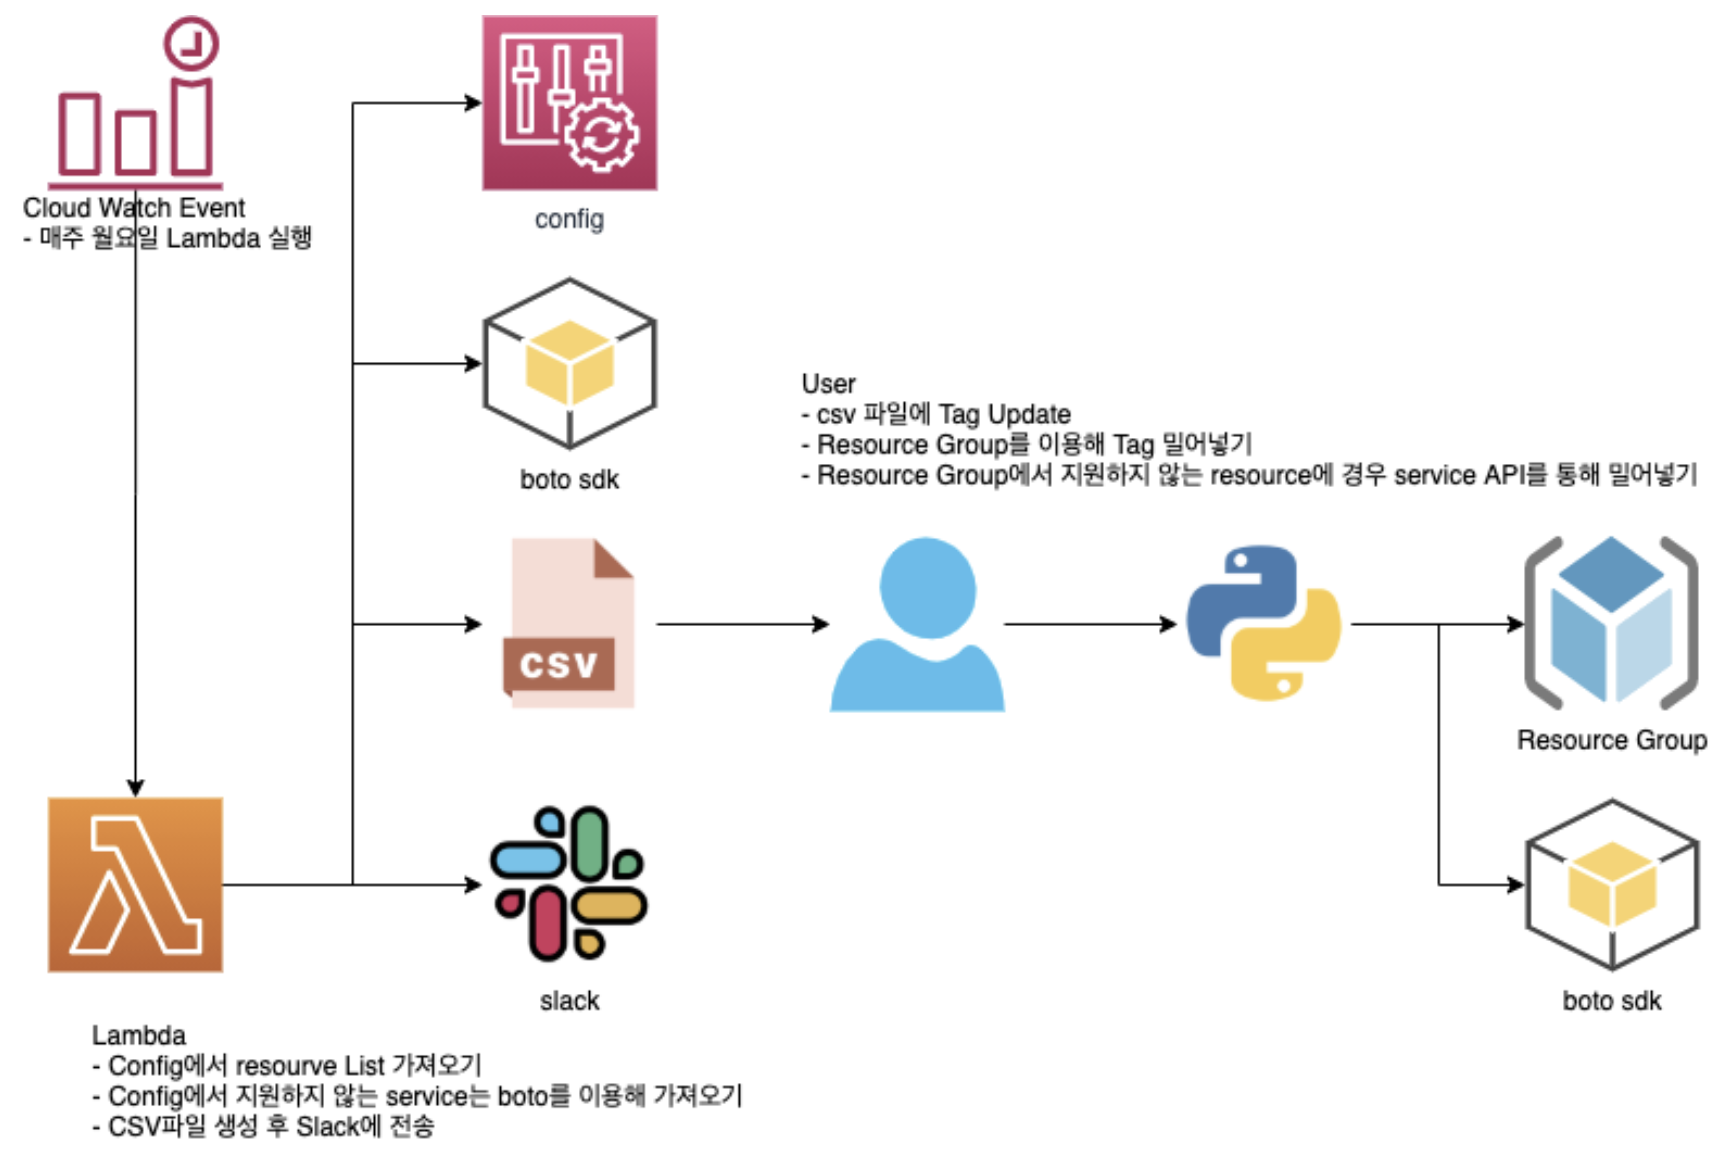 Cloud Watch Event
- 매주 월요일 Lambda 실행
config
boto sdk
User
- csv 파일에 Tag Update
- Resource Group를 이용해 Tag 밀어넣기
- Resource Group에서 지원하지 않는 resource에 경우 service API를 통해 밀어넣기
CSV
Resource Group
slack
boto sdk
Lambda
- Config에서 resourve List 가져오기
- Config에서 지원하지 않는 service는 boto를 이용해 가져오기
- CSV파일 생성 후 Slack에 전송